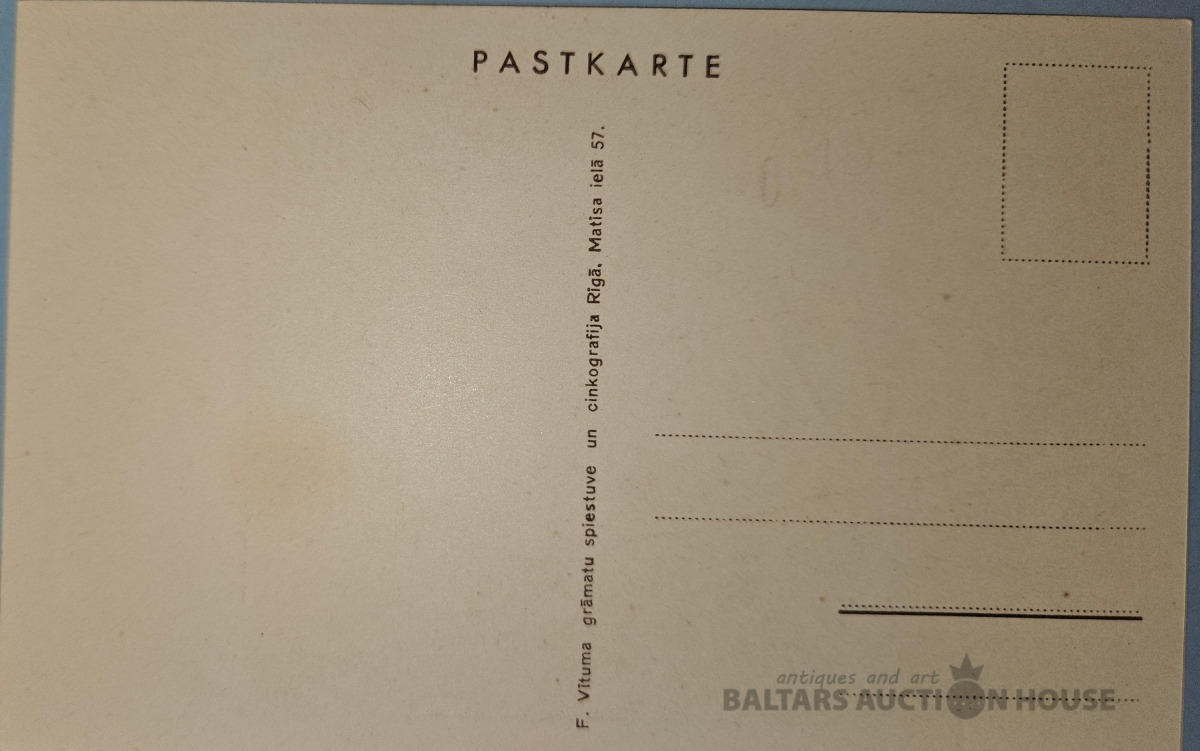 PASTKARTE
F. Vītuma grāmatu spiestuve un cinkografija Rīgā, Matīsa ielā 57.
antiques and art
BALTARS AUCTION HOUSE